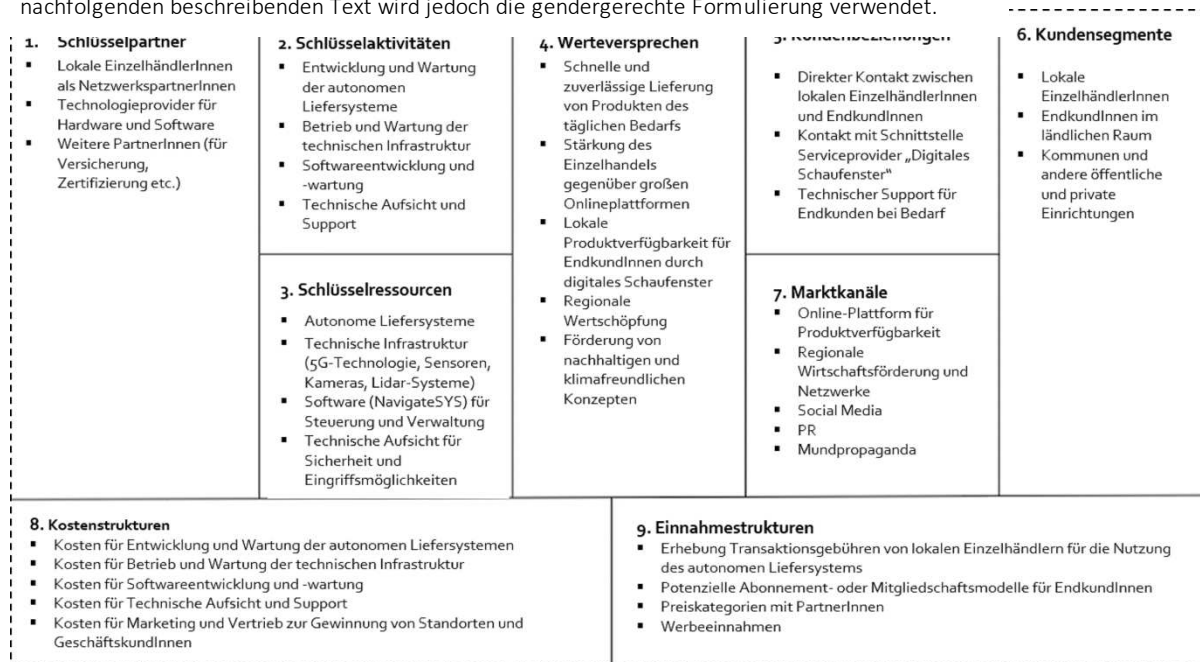 nachfolgenden beschreibenden Text wird jedoch die gendergerechte Formulierung verwendet.
1. Schlüsselpartner
▪ Lokale EinzelhändlerInnen
als NetzwerkspartnerInnen
▪ Technologieprovider für
Hardware und Software
▪ Weitere PartnerInnen (für
Versicherung,
Zertifizierung etc.)
2. Schlüsselaktivitäten
▪ Entwicklung und Wartung
der autonomen
Liefersysteme
▪ Betrieb und Wartung der
technischen Infrastruktur
▪ Softwareentwicklung und
-wartung
▪ Technische Aufsicht und
Support
3. Schlüsselressourcen
▪ Autonome Liefersysteme
▪ Technische Infrastruktur
(5G-Technologie, Sensoren,
Kameras, Lidar-Systeme)
▪ Software (NavigateSYS) für
Steuerung und Verwaltung
▪ Technische Aufsicht für
Sicherheit und
Eingriffsmöglichkeiten
4. Werteversprechen
▪ Schnelle und
zuverlässige Lieferung
von Produkten des
täglichen Bedarfs
▪ Stärkung des
Einzelhandels
gegenüber großen
Onlineplattformen
▪ Lokale
Produktverfügbarkeit für
EndkundInnen durch
digitales Schaufenster
▪ Regionale
Wertschöpfung
▪ Förderung von
nachhaltigen und
klimafreundlichen
Konzepten
5. Kundenbeziehungen
▪ Direkter Kontakt zwischen
lokalen EinzelhändlerInnen
und EndkundInnen
▪ Kontakt mit Schnittstelle
Serviceprovider „Digitales
Schaufenster“
▪ Technischer Support für
Endkunden bei Bedarf
7. Marktkanäle
▪ Online-Plattform für
Produktverfügbarkeit
▪ Regionale
Wirtschaftsförderung und
Netzwerke
▪ Social Media
▪ PR
▪ Mundpropaganda
6. Kundensegmente
▪ Lokale
EinzelhändlerInnen
▪ EndkundInnen im
ländlichen Raum
▪ Kommunen und
andere öffentliche
und private
Einrichtungen
8. Kostenstrukturen
▪ Kosten für Entwicklung und Wartung der autonomen Liefersystemen
▪ Kosten für Betrieb und Wartung der technischen Infrastruktur
▪ Kosten für Softwareentwicklung und -wartung
▪ Kosten für Technische Aufsicht und Support
▪ Kosten für Marketing und Vertrieb zur Gewinnung von Standorten und
GeschäftskundInnen
9. Einnahmestrukturen
▪ Erhebung Transaktionsgebühren von lokalen Einzelhändlern für die Nutzung
des autonomen Liefersystems
▪ Potenzielle Abonnement- oder Mitgliedschaftsmodelle für EndkundInnen
▪ Preiskategorien mit PartnerInnen
▪ Werbeeinnahmen